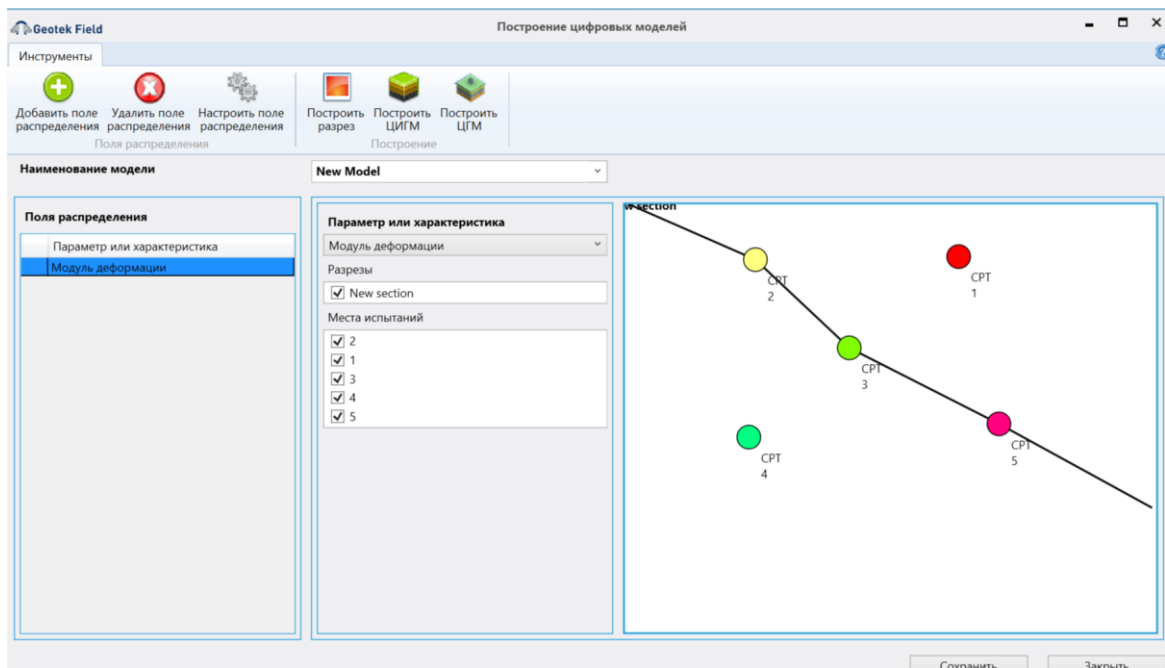 Geotek Field
Построение цифровых моделей
Инструменты
Добавить поле распределения
Удалить поле распределения
Настроить поле распределения
Построить разрез
Построить ЦИГМ
Построить ЦГМ
Поля распределения
Построение
Наименование модели
New Model
Поля распределения
Параметр или характеристика
Модуль деформации
Параметр или характеристика
Модуль деформации
Разрезы
New section
Места испытаний
2
1
3
4
5
w section
CPT
2
CPT
1
CPT
3
CPT
4
CPT
5
Сохранить
Закрыть